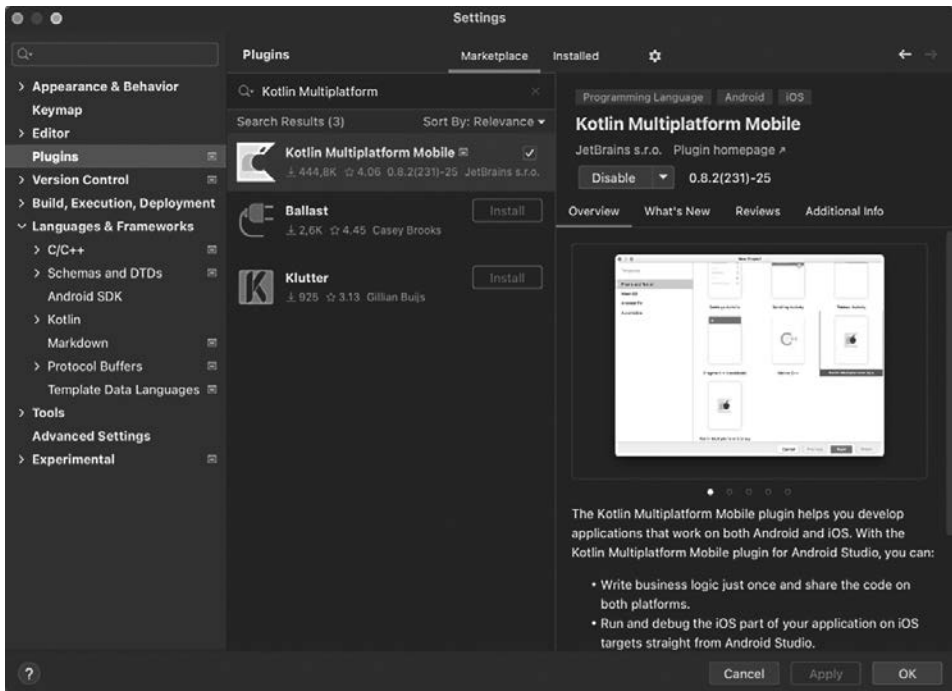 Settings
Plugins
Marketplace
Installed
Appearance & Behavior
Keymap
Editor
Plugins
Version Control
Build, Execution, Deployment
Languages & Frameworks
C/C++
Schemas and DTDs
Android SDK
Kotlin
Markdown
Protocol Buffers
Template Data Languages
Tools
Advanced Settings
Experimental
Kotlin Multiplatform
Search Results (3)
Sort By: Relevance
Kotlin Multiplatform Mobile
444,8K 4.06 0.8.2(231)-25 JetBrains s.r.o.
Ballast
Install
2,6K 4.45 Casey Brooks
Klutter
Install
925 3.13 Gillian Buijs
Programming Language Android iOS
Kotlin Multiplatform Mobile
JetBrains s.r.o. Plugin homepage ↗
Disable 0.8.2(231)-25
Overview What's New Reviews Additional Info
New Project
Cancel
Next
The Kotlin Multiplatform Mobile plugin helps you develop
applications that work on both Android and iOS. With the
Kotlin Multiplatform Mobile plugin for Android Studio, you can:
• Write business logic just once and share the code on
both platforms.
• Run and debug the iOS part of your application on iOS
targets straight from Android Studio.
?
Cancel
Apply
OK